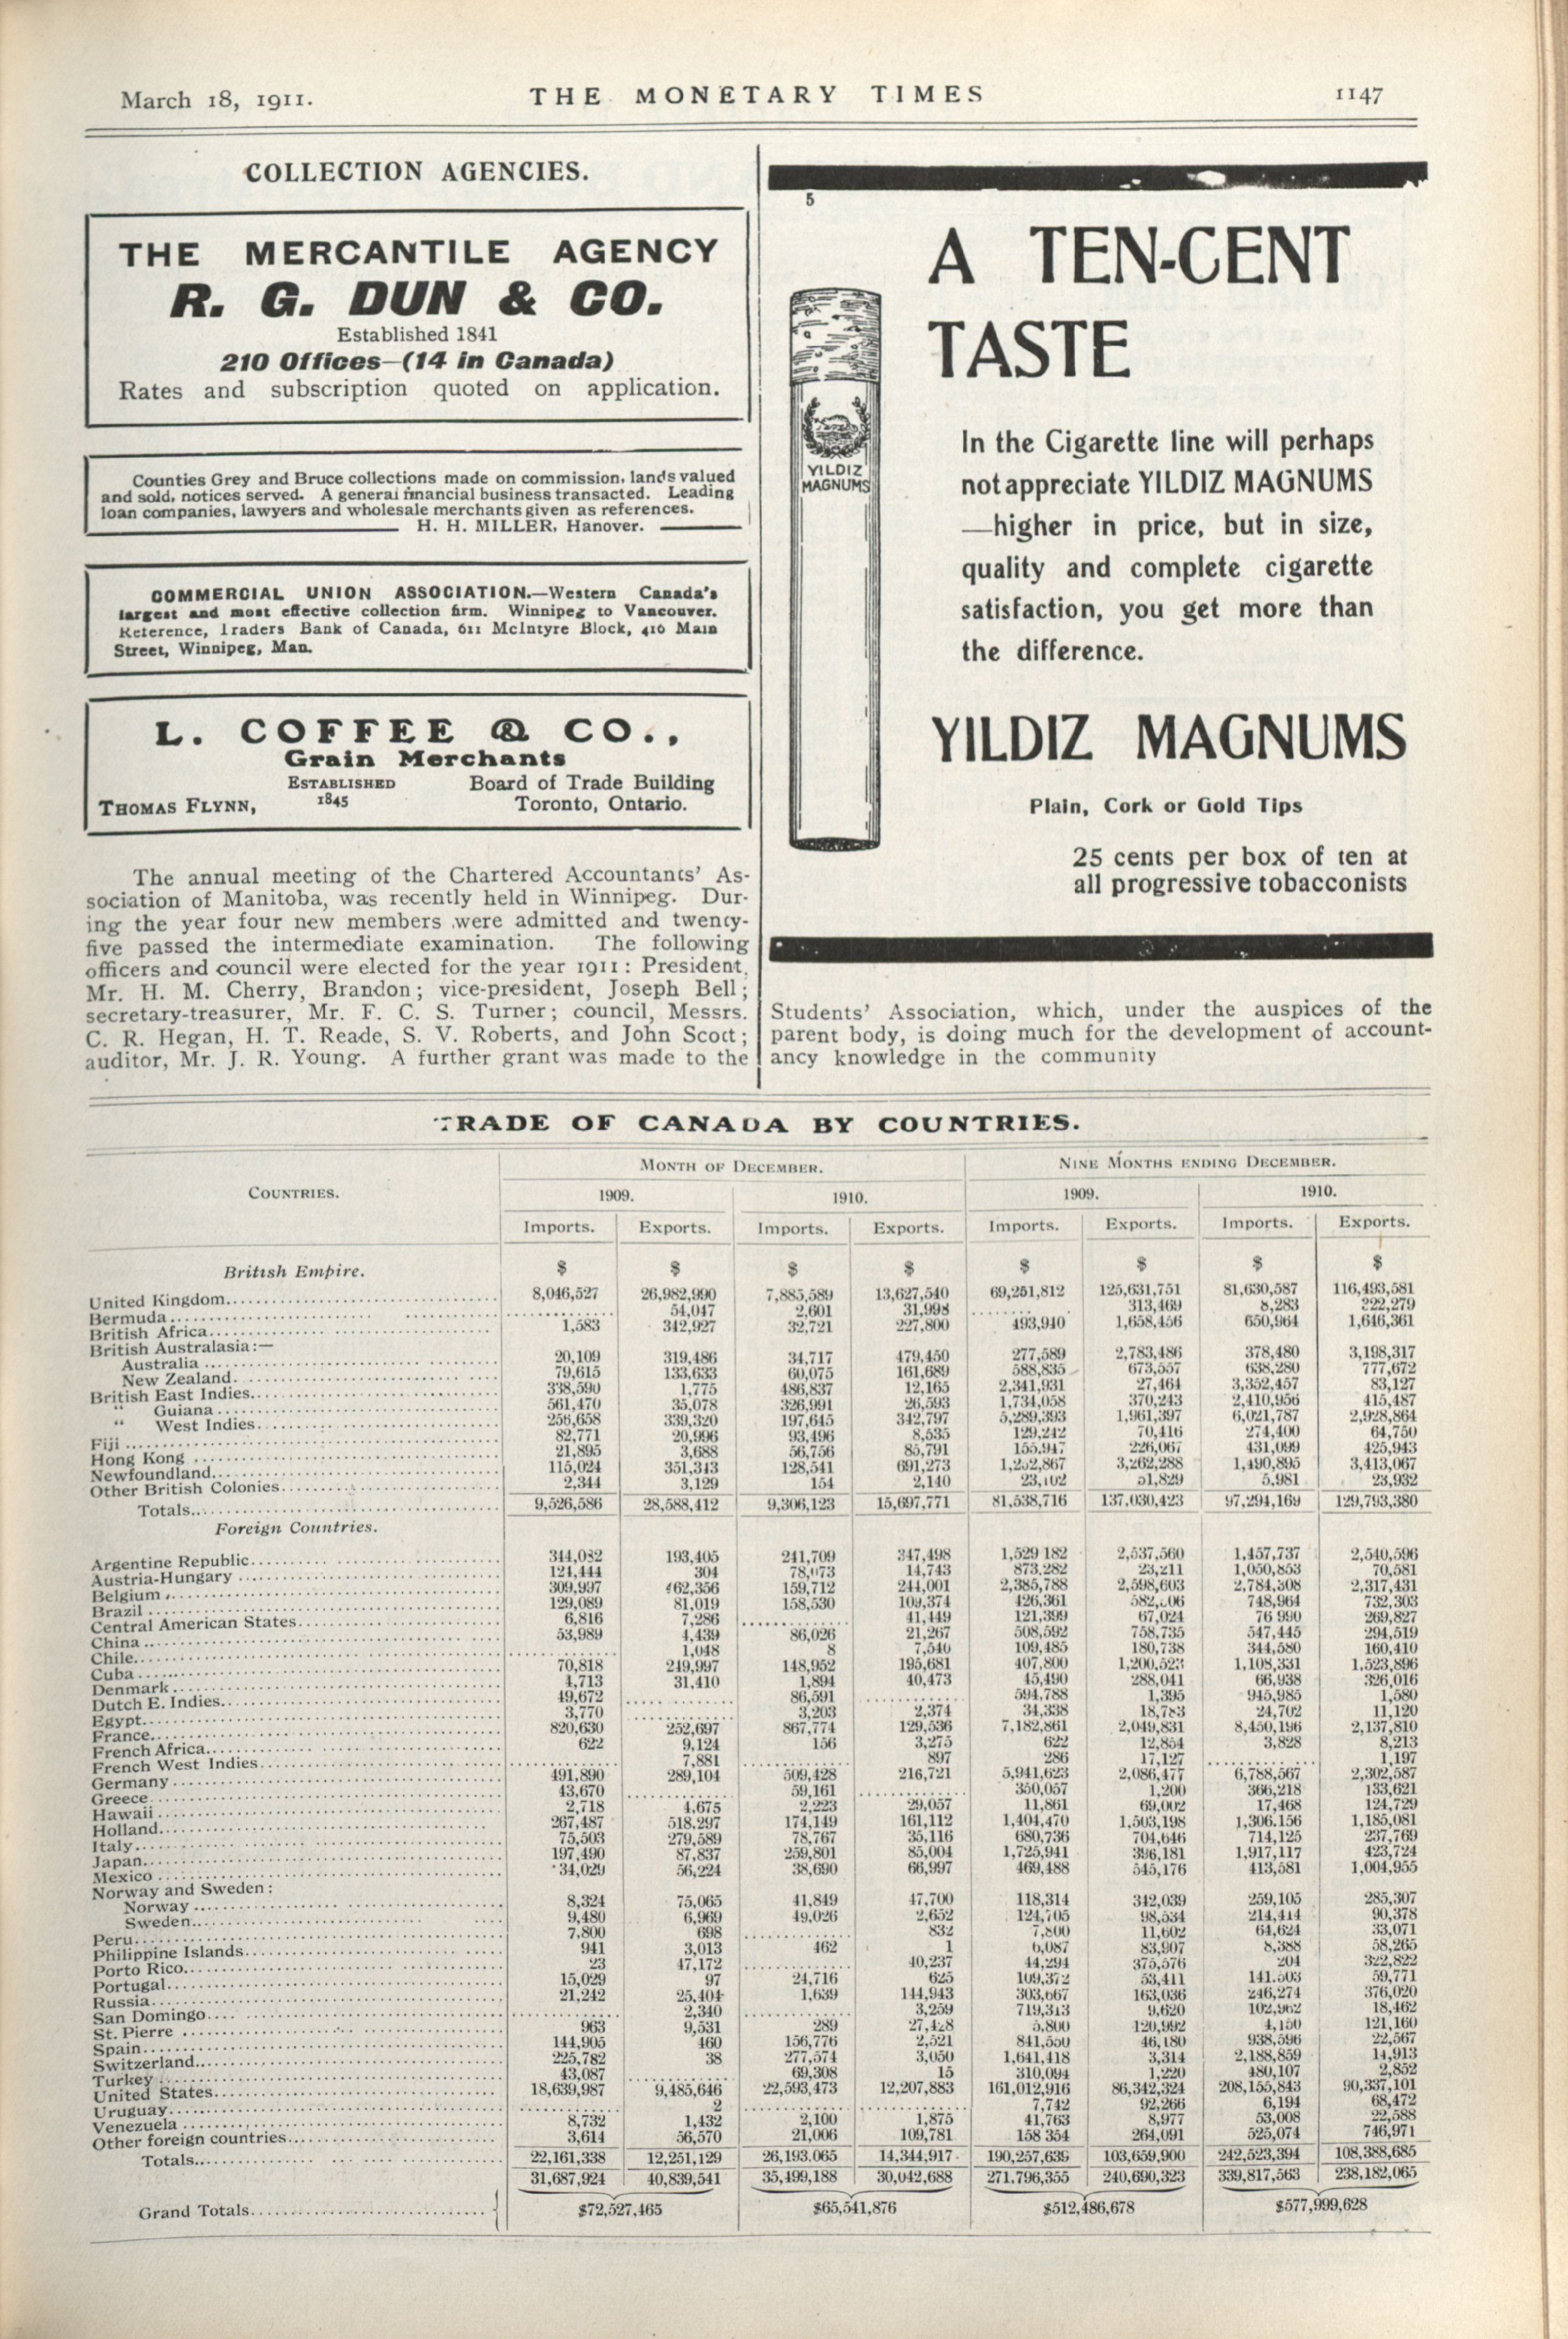 March 18, 1911.
THE MONETARY TIMES
1147
COLLECTION AGENCIES.
THE MERCANTILE AGENCY
R. G. DUN & CO.
Established 1841
210 Offices—(14 in Canada)
Rates and subscription quoted on application.
Counties Grey and Bruce collections made on commission, lands valued
and sold, notices served. A general financial business transacted. Leading
loan companies, lawyers and wholesale merchants given as references.
H. H. MILLER, Hanover.
COMMERCIAL UNION ASSOCIATION.—Western Canada's
largest and most effective collection firm. Winnipeg to Vancouver.
Reference, Traders Bank of Canada, 611 McIntyre Block, 416 Main
Street, Winnipeg, Man.
L. COFFEE & CO.,
Grain Merchants
ESTABLISHED Board of Trade Building
THOMAS FLYNN, 1845 Toronto, Ontario.
The annual meeting of the Chartered Accountants' As-
sociation of Manitoba, was recently held in Winnipeg. Dur-
ing the year four new members were admitted and twenty-
five passed the intermediate examination. The following
officers and council were elected for the year 1911: President,
Mr. H. M. Cherry, Brandon; vice-president, Joseph Bell;
secretary-treasurer, Mr. F. C. S. Turner; council, Messrs.
C. R. Hegan, H. T. Reade, S. V. Roberts, and John Scott;
auditor, Mr. J. R. Young. A further grant was made to the
5
A TEN-CENT
TASTE
YILDIZ
MAGNUMS
In the Cigarette line will perhaps
not appreciate YILDIZ MAGNUMS
—higher in price, but in size,
quality and complete cigarette
satisfaction, you get more than
the difference.
YILDIZ MAGNUMS
Plain, Cork or Gold Tips
25 cents per box of ten at
all progressive tobacconists
Students' Association, which, under the auspices of the
parent body, is doing much for the development of account-
ancy knowledge in the community
TRADE OF CANADA BY COUNTRIES.
COUNTRIES. MONTH OF DECEMBER. NINE MONTHS ENDING DECEMBER.
1909. 1910. 1909. 1910.
Imports. Exports. Imports. Exports. Imports. Exports. Imports. Exports.
British Empire. $ $ $ $ $ $ $ $
United Kingdom 8,046,527 26,982,990 7,885,589 13,627,540 69,251,812 125,631,751 81,630,587 116,493,581
Bermuda 54,047 2,601 31,998 313,469 8,283 222,279
British Africa 1,583 342,927 32,721 227,800 493,940 1,658,456 650,964 1,646,361
British Australasia:—
Australia 20,109 319,486 34,717 479,450 277,589 2,783,486 378,480 3,198,317
New Zealand 79,615 133,633 60,075 161,689 588,835 673,557 638,280 777,672
British East Indies 338,590 1,775 486,837 12,165 2,341,931 27,464 3,352,457 83,127
" Guiana 561,470 35,078 326,991 26,593 1,734,058 370,243 2,410,956 415,487
" West Indies 256,658 339,320 197,645 342,797 5,289,393 1,961,397 6,021,787 2,928,864
Fiji 82,771 20,996 93,496 8,535 129,242 70,416 274,400 64,750
Hong Kong 21,895 3,688 56,756 85,791 155,947 226,067 431,099 425,943
Newfoundland 115,024 351,343 128,541 691,273 1,202,867 3,262,288 1,490,895 3,413,067
Other British Colonies 2,344 3,129 154 2,140 23,102 51,829 5,981 23,932
Totals 9,526,586 28,588,412 9,306,123 15,697,771 81,538,716 137,030,423 97,294,169 129,793,380
Foreign Countries.
Argentine Republic 344,032 193,405 241,709 347,498 1,529 182 2,537,560 1,457,737 2,540,596
Austria-Hungary 124,444 304 14,743 873,282 23,211 1,050,853 70,581
Belgium 309,997 462,356 159,712 244,001 2,385,788 2,598,603 2,784,308 2,317,431
Brazil 129,089 81,019 158,530 109,374 426,361 748,964 732,303
Central American States 6,816 7,286 41,449 121,399 67,024 76 990 269,827
China 53,989 4,439 86,026 21,267 508,592 758,735 547,445 294,519
Chile 1,048 8 7,540 109,485 180,738 344,580 160,410
Cuba 70,818 249,997 148,952 195,681 407,800 1,200,523 1,108,331 1,523,896
Denmark 4,713 31,410 1,894 40,473 45,490 288,041 66,938 326,016
Dutch E. Indies 49,672 86,591 594,788 1,395 945,985 1,580
Egypt 3,770 3,203 2,374 34,338 18,783 24,702 11,120
France 820,630 252,697 867,774 129,536 7,182,861 2,049,831 8,450,196 2,137,810
French Africa 622 9,124 156 3,275 622 12,854 3,828 8,213
French West Indies 7,881 897 286 17,127 1,197
Germany 491,890 289,104 509,428 216,721 5,941,623 2,086,477 6,788,567 2,302,587
Greece 43,670 59,161 350,057 1,200 366,218 133,621
Hawaii 2,718 4,675 2,223 29,057 11,861 69,002 17,468 124,729
Holland 267,487 518,297 174,149 161,112 1,404,470 1,503,198 1,306,156 1,185,081
Italy 75,503 279,589 78,767 35,116 680,736 704,646 714,125 237,769
Japan 197,490 87,837 259,801 85,004 1,725,941 396,181 1,917,117 423,724
Mexico 34,029 56,224 38,690 66,997 469,488 545,176 413,581 1,004,955
Norway and Sweden:
Norway 8,324 75,065 41,849 47,700 118,314 342,039 259,105 285,307
Sweden 9,480 6,969 49,026 2,652 124,705 98,534 214,414 90,378
Peru 7,800 698 832 7,800 11,602 64,624 33,071
Philippine Islands 941 3,013 462 1 6,087 83,907 8,388 58,265
Porto Rico 23 47,172 40,237 44,294 375,576 204 322,822
Portugal 15,029 97 24,716 625 109,372 53,411 141,503 59,771
Russia 21,242 25,404 1,639 144,943 303,667 163,036 246,274 376,020
San Domingo 2,340 3,259 719,313 9,620 102,962 18,462
St. Pierre 963 9,531 289 27,428 5,800 120,992 4,150 121,160
Spain 144,905 460 156,776 2,521 841,550 46,180 938,596 22,567
Switzerland 225,782 38 277,574 3,050 1,641,418 3,314 2,188,859 14,913
Turkey 43,087 69,308 15 310,094 1,220 480,107 2,852
United States 18,639,987 9,485,646 22,593,473 12,207,883 161,012,916 86,342,324 208,155,843 90,337,101
Uruguay 2 7,742 92,266 6,194 68,472
Venezuela 8,732 1,432 2,100 1,875 41,763 8,977 53,008 22,588
Other foreign countries 3,614 56,570 21,006 109,781 158 354 264,091 525,074 746,971
Totals 22,161,338 12,251,129 26,193,065 14,344,917 190,257,639 103,659,900 242,523,394 108,388,685
31,687,924 40,839,541 35,499,188 30,042,688 271,796,355 240,690,323 339,817,563 238,182,065
Grand Totals $72,527,465 $65,541,876 $512,486,678 $577,999,628